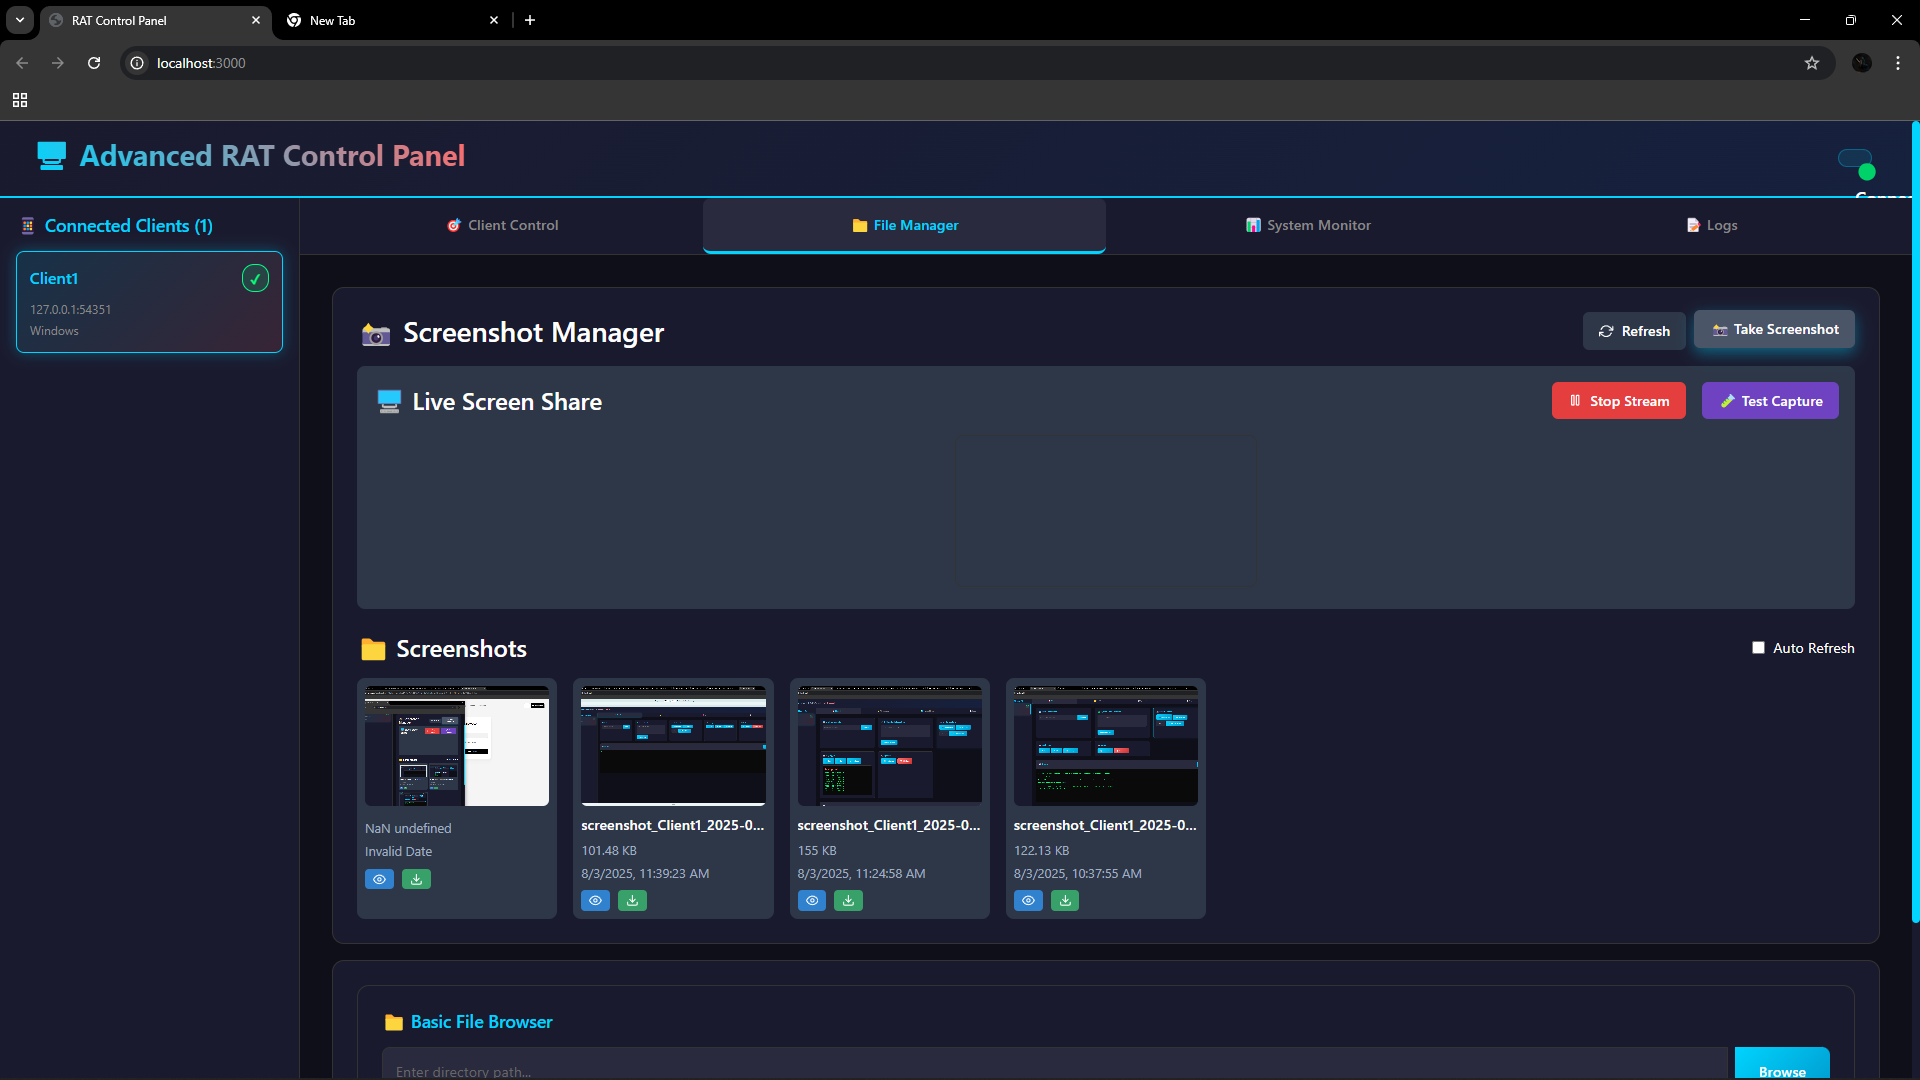 RAT Control Panel
New Tab
localhost:3000
Advanced RAT Control Panel
Connected Clients (1)
Client Control
File Manager
System Monitor
Logs
Client1
127.0.0.1:54351
Windows
Screenshot Manager
Refresh
Take Screenshot
Live Screen Share
Stop Stream
Test Capture
Screenshots
Auto Refresh
NaN undefined
Invalid Date
screenshot_Client1_2025-0...
101.48 KB
8/3/2025, 11:39:23 AM
screenshot_Client1_2025-0...
155 KB
8/3/2025, 11:24:58 AM
screenshot_Client1_2025-0...
122.13 KB
8/3/2025, 10:37:55 AM
Basic File Browser
Enter directory path...
Browse